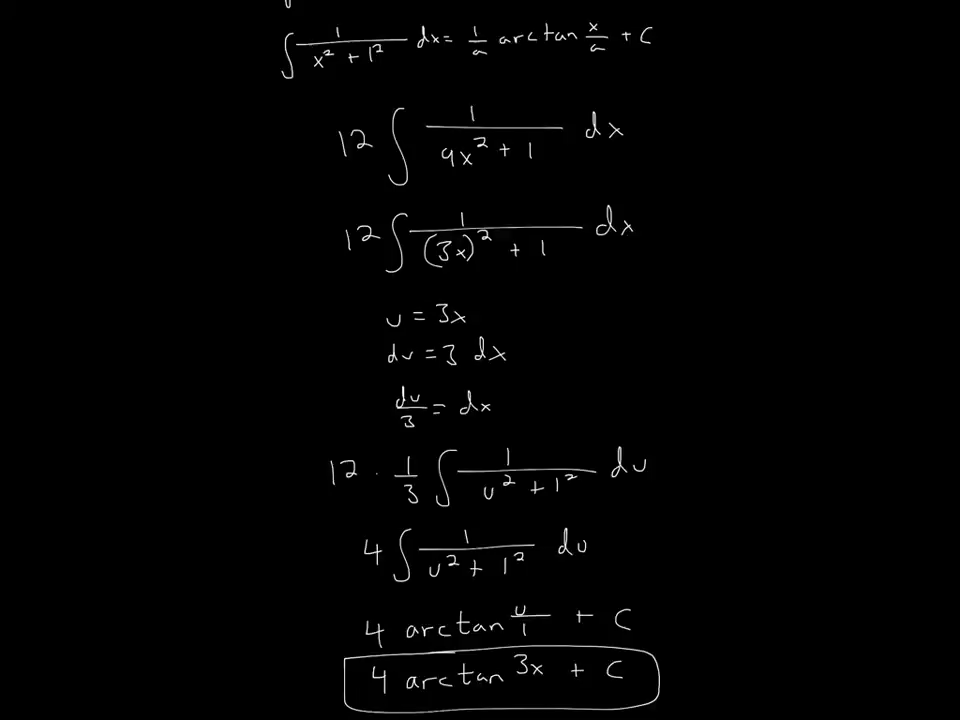 ∫ 1/(x² + 1²) dx = 1/a arctan x/a + C
12 ∫ 1/(9x² + 1) dx
12 ∫ 1/((3x)² + 1) dx
u = 3x
du = 3 dx
du/3 = dx
12 · 1/3 ∫ 1/(u² + 1²) du
4 ∫ 1/(u² + 1²) du
4 arctan u/1 + C
4 arctan 3x + C